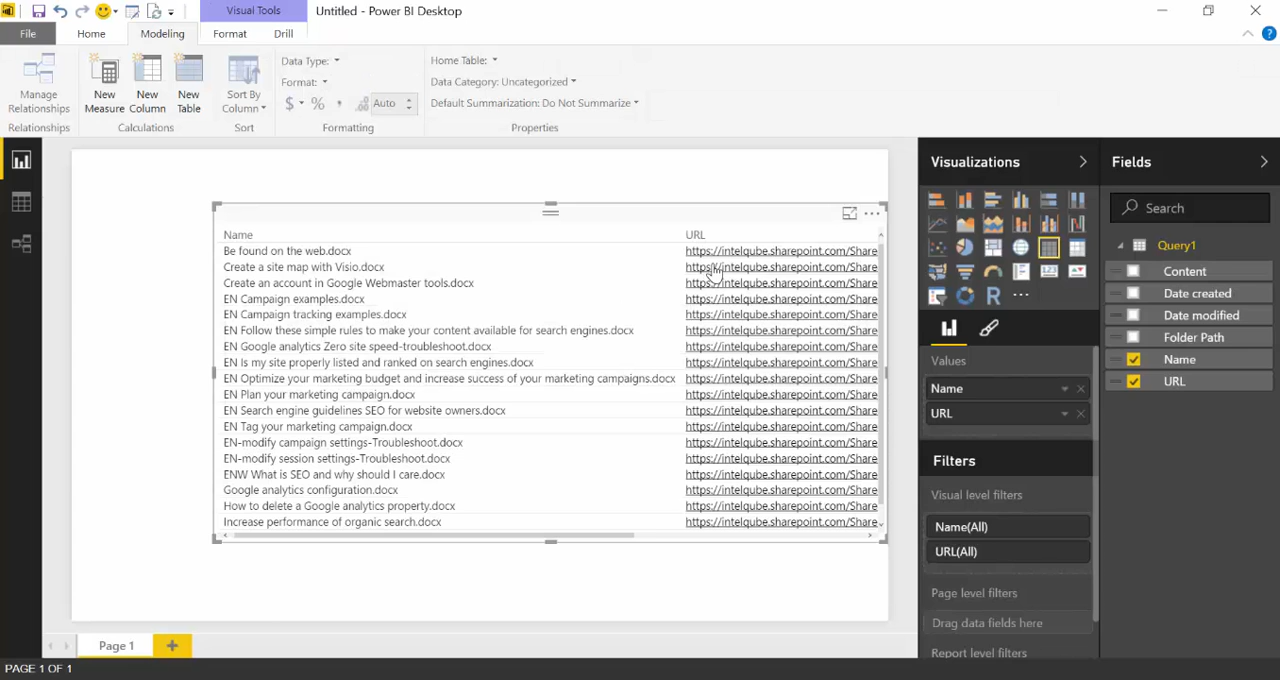 Visual Tools
Untitled - Power BI Desktop
File
Home
Modeling
Format
Drill
Manage
Relationships
Relationships
New
Measure
New
Column
New
Table
Calculations
Sort By
Column
Sort
Data Type:
Format:
$
%
Auto
Formatting
Home Table:
Data Category: Uncategorized
Default Summarization: Do Not Summarize
Properties
Name URL
Be found on the web.docx https://intelqube.sharepoint.com/Share
Create a site map with Visio.docx https://intelqube.sharepoint.com/Share
Create an account in Google Webmaster tools.docx https://intelqube.sharepoint.com/Share
EN Campaign examples.docx https://intelqube.sharepoint.com/Share
EN Campaign tracking examples.docx https://intelqube.sharepoint.com/Share
EN Follow these simple rules to make your content available for search engines.docx https://intelqube.sharepoint.com/Share
EN Google analytics Zero site speed-troubleshoot.docx https://intelqube.sharepoint.com/Share
EN Is my site properly listed and ranked on search engines.docx https://intelqube.sharepoint.com/Share
EN Optimize your marketing budget and increase success of your marketing campaigns.docx https://intelqube.sharepoint.com/Share
EN Plan your marketing campaign.docx https://intelqube.sharepoint.com/Share
EN Search engine guidelines SEO for website owners.docx https://intelqube.sharepoint.com/Share
EN Tag your marketing campaign.docx https://intelqube.sharepoint.com/Share
EN-modify campaign settings-Troubleshoot.docx https://intelqube.sharepoint.com/Share
EN-modify session settings-Troubleshoot.docx https://intelqube.sharepoint.com/Share
ENW What is SEO and why should I care.docx https://intelqube.sharepoint.com/Share
Google analytics configuration.docx https://intelqube.sharepoint.com/Share
How to delete a Google analytics property.docx https://intelqube.sharepoint.com/Share
Increase performance of organic search.docx https://intelqube.sharepoint.com/Share
Visualizations
R
Values
Name
URL
Filters
Visual level filters
Name(All)
URL(All)
Page level filters
Drag data fields here
Report level filters
Fields
Search
Query1
Content
Date created
Date modified
Folder Path
Name
URL
Page 1
PAGE 1 OF 1